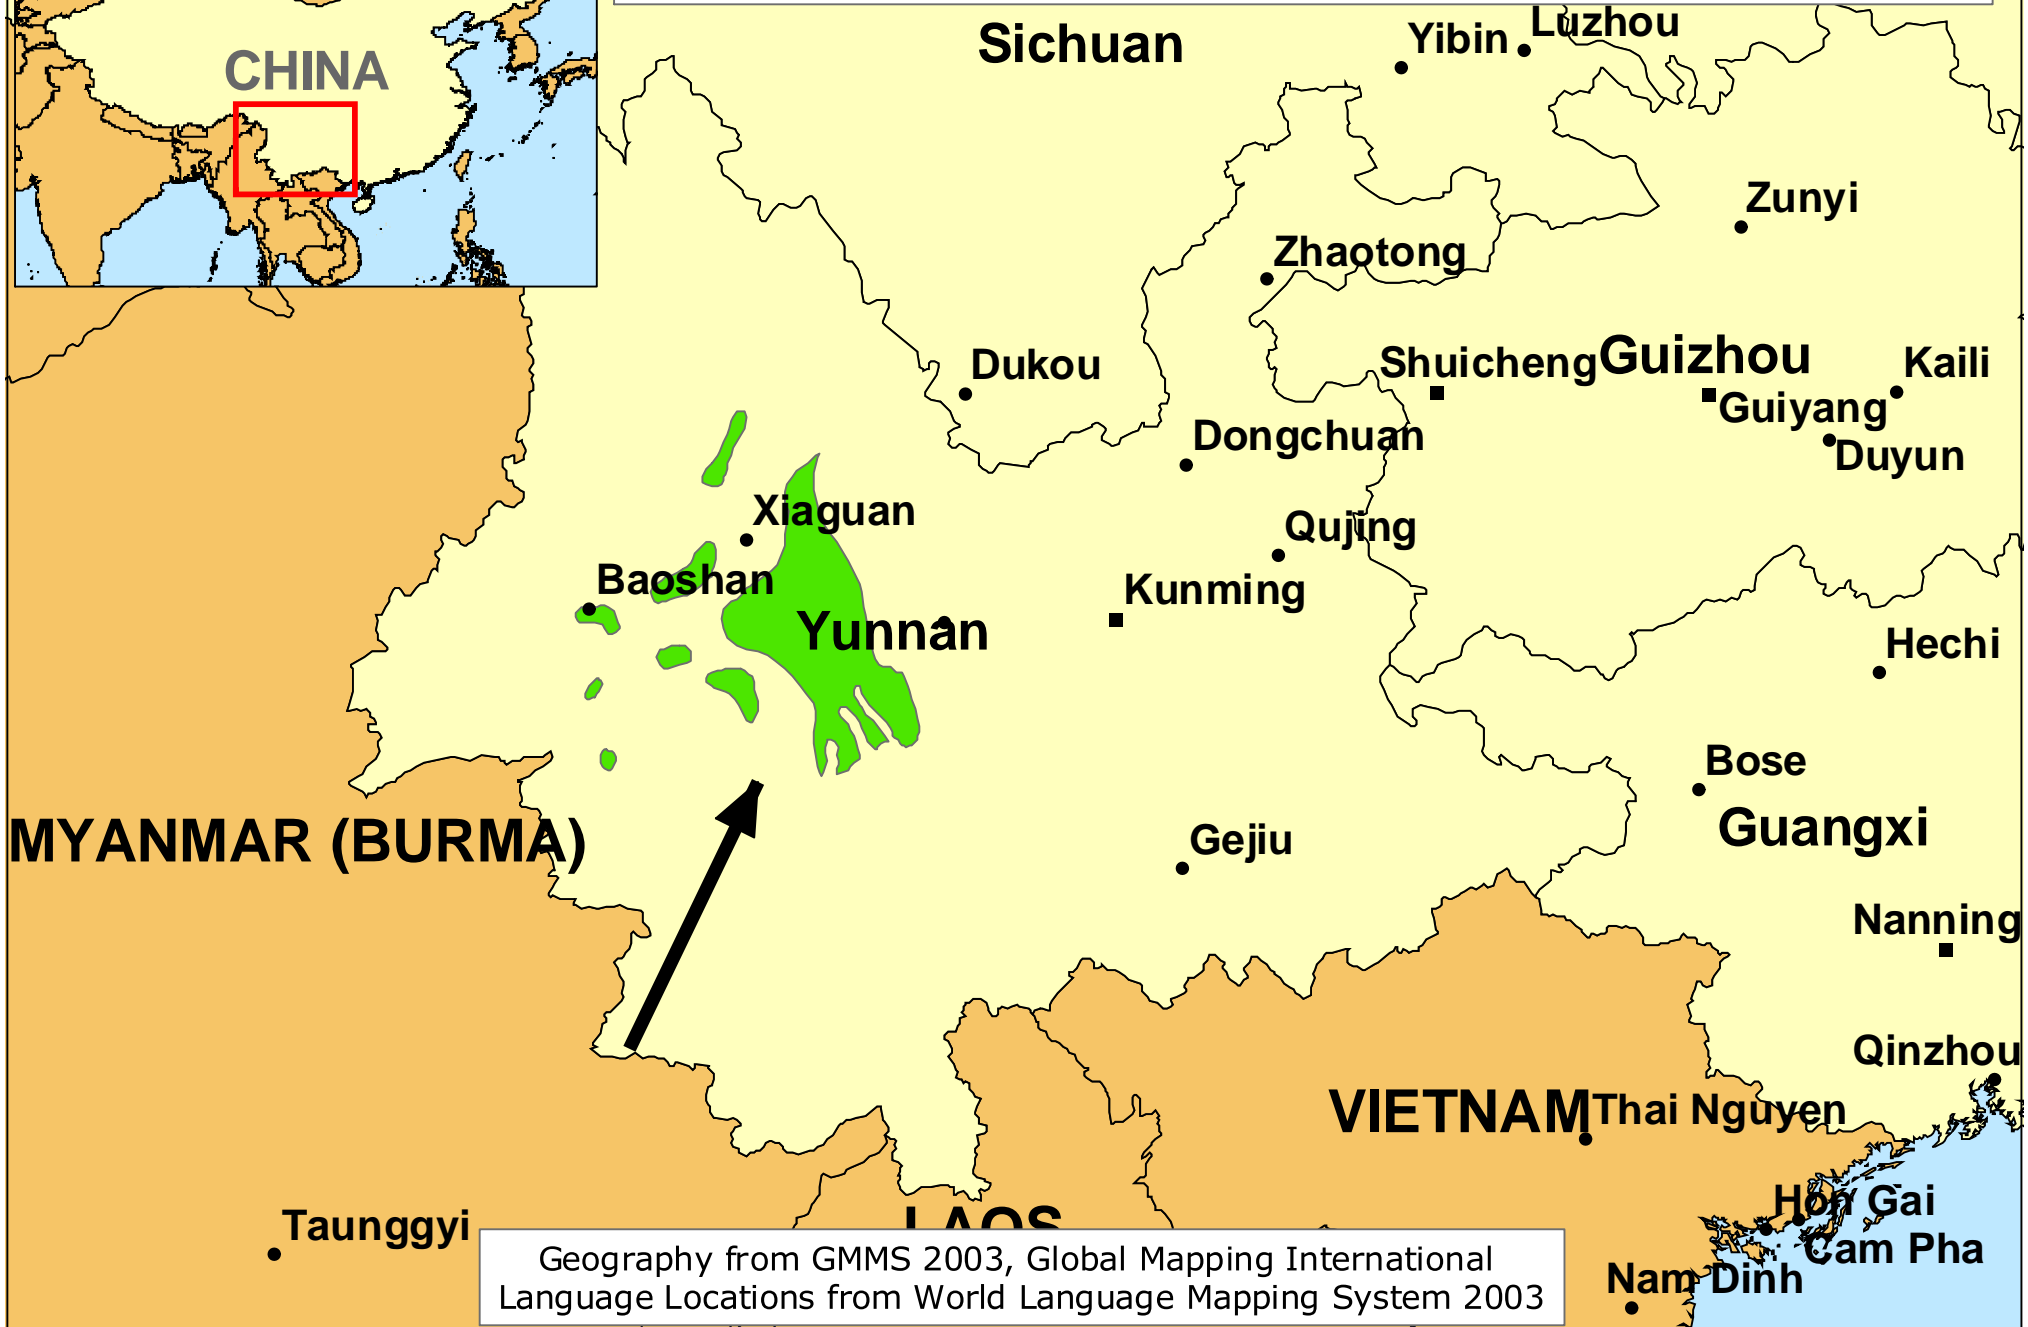 CHINA
Sichuan
Yibin
Luzhou
Zunyi
Zhaotong
Dukou
Shuicheng
Guizhou
Kaili
Guiyang
Dongchuan
Duyun
Xiaguan
Qujing
Baoshan
Kunming
Yunnan
Hechi
Bose
MYANMAR (BURMA)
Gejiu
Guangxi
Nanning
Qinzhou
VIETNAM
Thai Nguyen
Hon Gai
LAOS
Taunggyi
Cam Pha
Nam Dinh
Geography from GMMS 2003, Global Mapping International
Language Locations from World Language Mapping System 2003